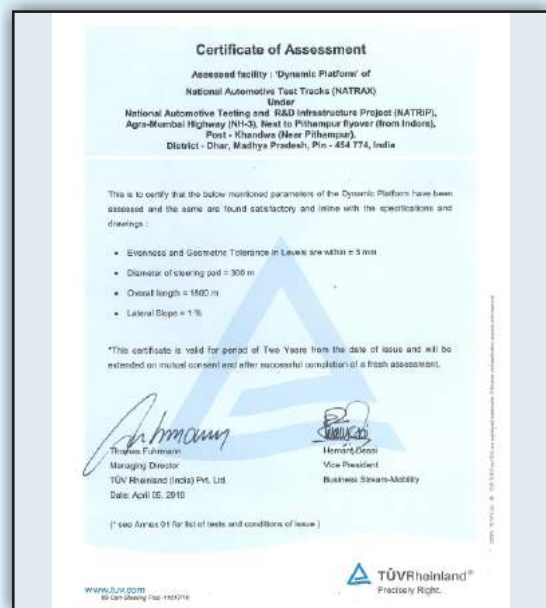 Certificate of Assessment
Assessed facility : 'Dynamic Platform' of
National Automotive Test Tracks (NATRAX)
Under
National Automotive Testing and R&D Infrastructure Project (NATRiP),
Agra-Mumbai Highway (NH-3), Next to Pithampur flyover (from Indore),
Post - Khandwa (Near Pithampur),
District - Dhar, Madhya Pradesh, Pin - 454 774, India
This is to certify that the below mentioned parameters of the Dynamic Platform have been
assessed and the same are found satisfactory and inline with the specifications and
drawings :
• Evenness and Geometric Tolerance in Levels are within ± 3 mm
• Diameter of steering pad = 300 m
• Overall length = 1500 m
• Lateral Slope = 1 %
*This certificate is valid for period of Two Years from the date of issue and will be
extended on mutual consent and after successful completion of a fresh assessment.
Thomas Fuhrmann
Managing Director
TÜV Rheinland (India) Pvt. Ltd.
Date: April 05, 2018
Hemant Desai
Vice President
Business Stream-Mobility
(* see Annex 01 for list of tests and conditions of issue )
www.tuv.com
TÜVRheinland®
Precisely Right.